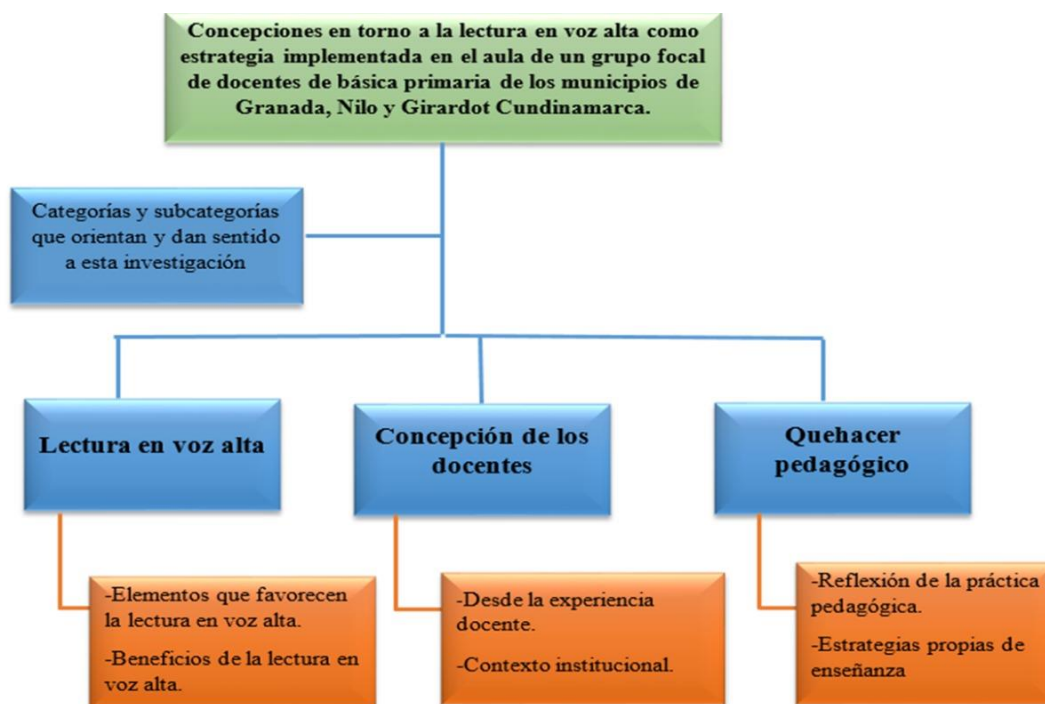 Concepciones en torno a la lectura en voz alta como
estrategia implementada en el aula de un grupo focal
de docentes de básica primaria de los municipios de
Granada, Nilo y Girardot Cundinamarca.
Categorías y subcategorías
que orientan y dan sentido
a esta investigación
Lectura en voz alta
Concepción de los
docentes
Quehacer
pedagógico
-Elementos que favorecen
la lectura en voz alta.
-Beneficios de la lectura en
voz alta.
-Desde la experiencia
docente.
-Contexto institucional.
-Reflexión de la práctica
pedagógica.
-Estrategias propias de
enseñanza